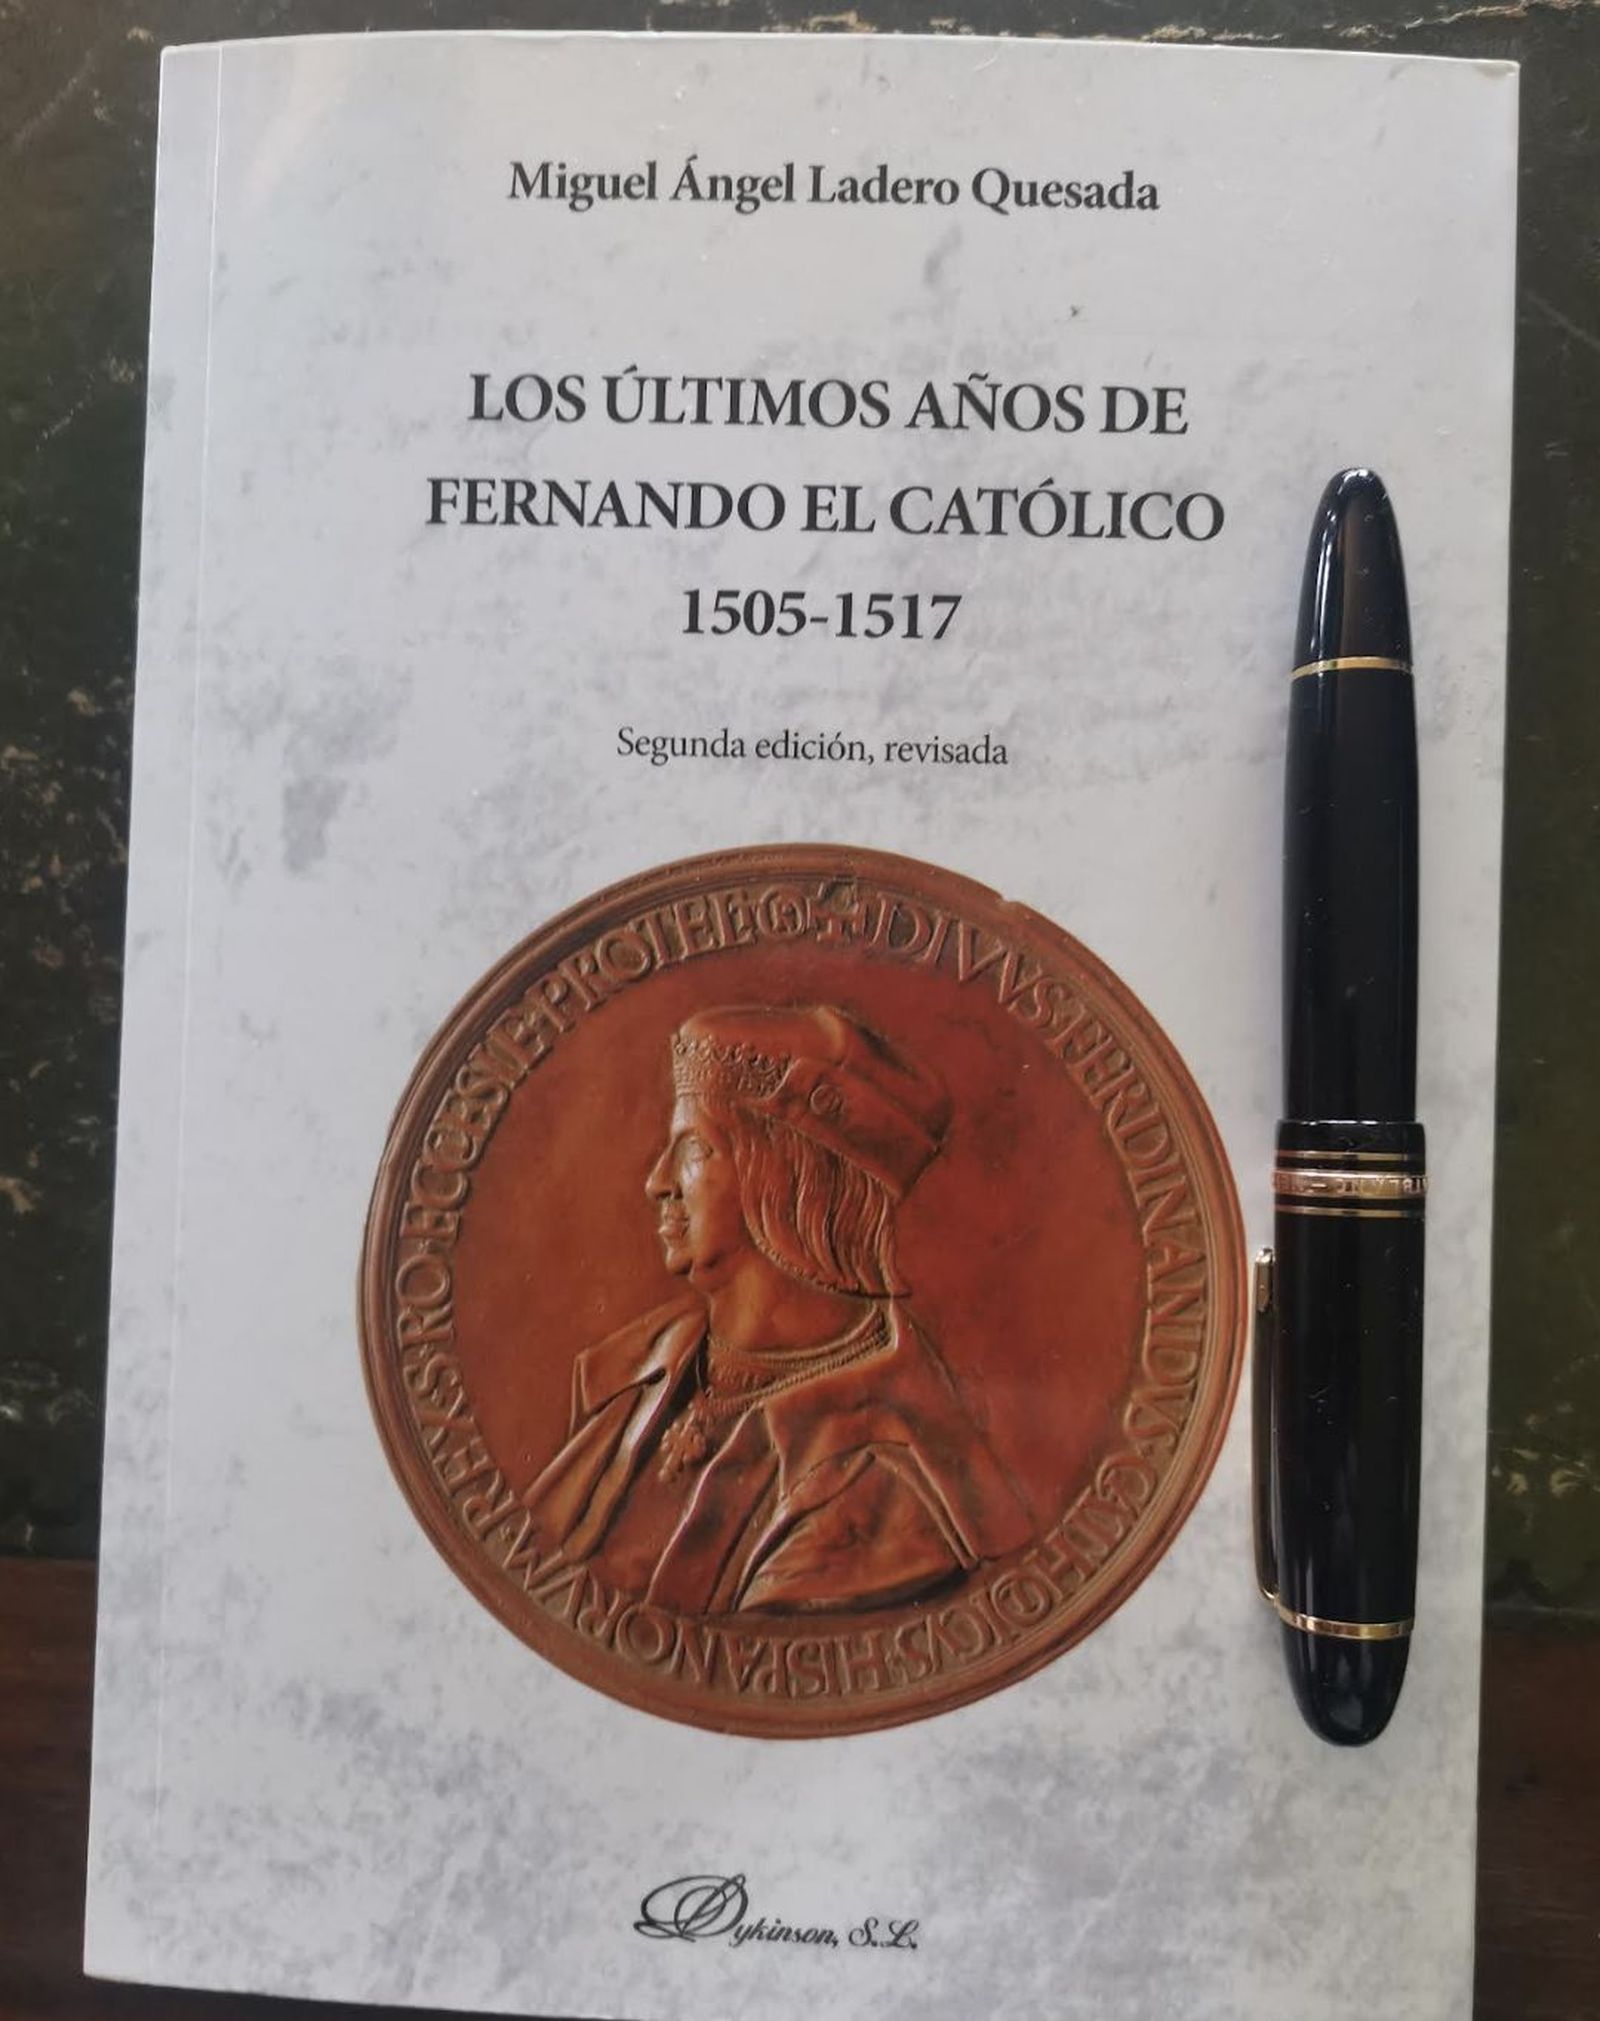 Miguel Ángel Ladero Quesada
LOS ÚLTIMOS AÑOS DE
FERNANDO EL CATÓLICO
1505-1517
Segunda edición, revisada
DIVVS·FERDINANDVS·CATHOLICVS·HISPANORVM·REX·S·RO·ECCESIE·PROTETO
Dykinson, S.L.